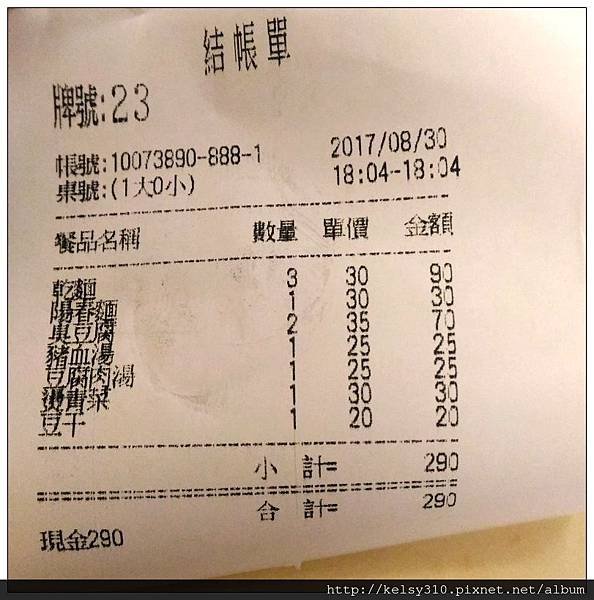 結帳單
牌號:23
帳號:10073890-888-1 2017/08/30
桌號:(1大0小) 18:04~18:04
餐品名稱 數量 單價 金額
乾麵 3 30 90
陽春麵 1 30 30
臭豆腐 2 35 70
豬血湯 1 25 25
豆腐肉湯 1 25 25
燙青菜 1 30 30
豆干 1 20 20
小 計= 290
合 計= 290
現金290
http://kelsy310.pixnet.net/album